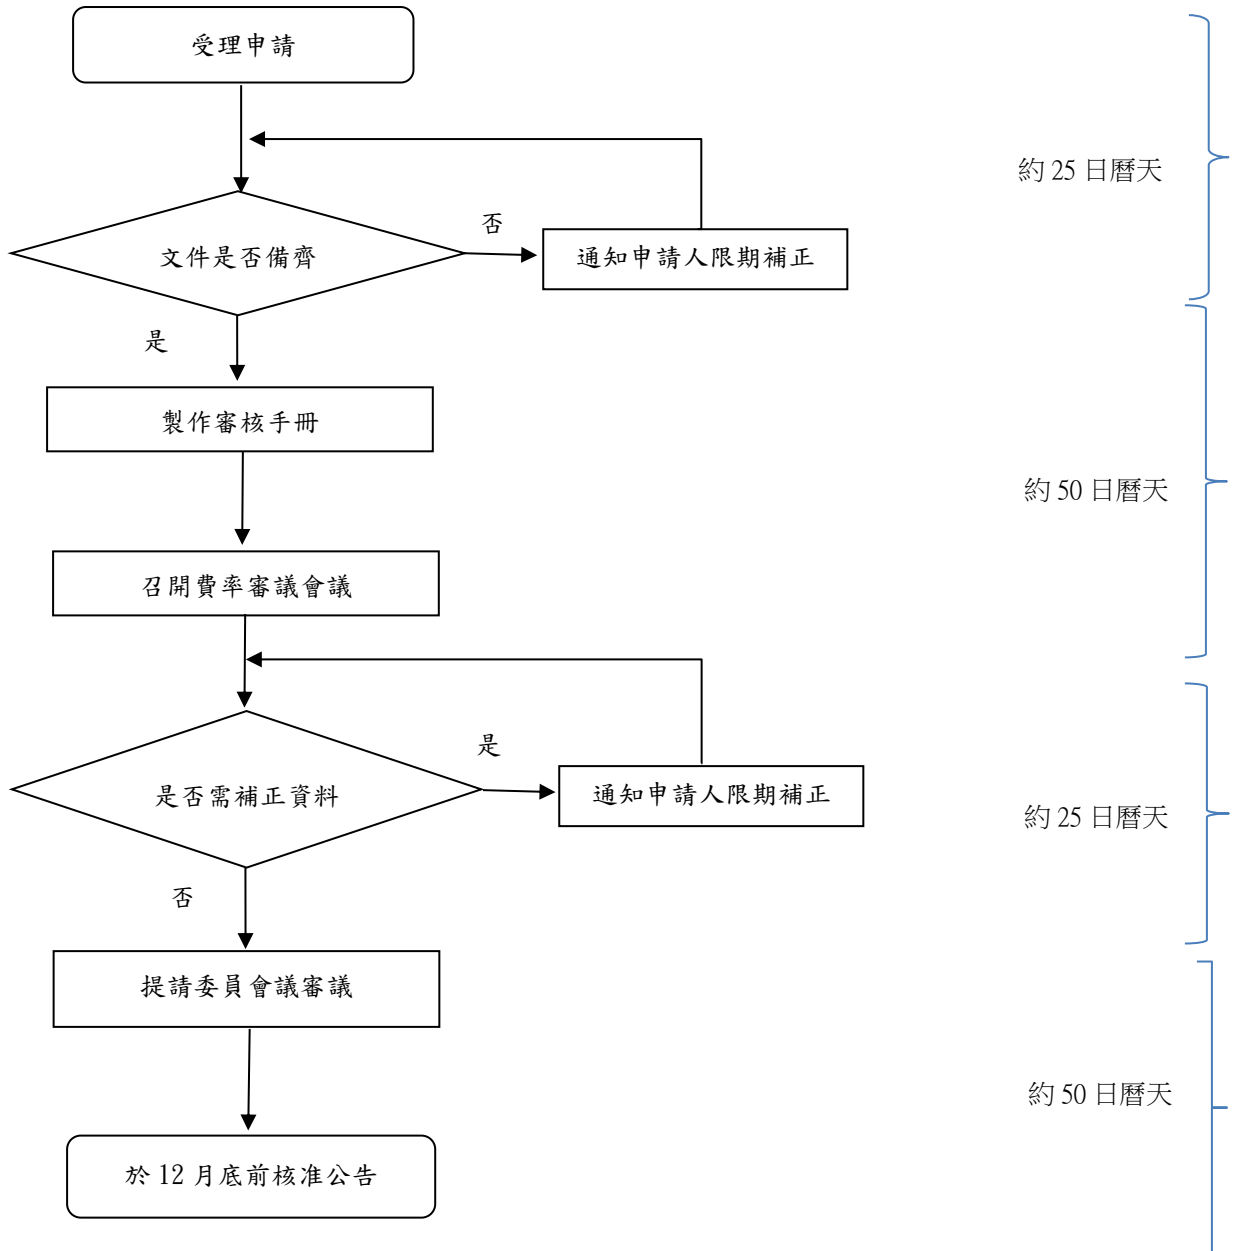 受理申請
約 25 日曆天
否
文件是否備齊
通知申請人限期補正
是
製作審核手冊
約 50 日曆天
召開費率審議會議
是
是否需補正資料
通知申請人限期補正
約 25 日曆天
否
提請委員會議審議
約 50 日曆天
於 12 月底前核准公告